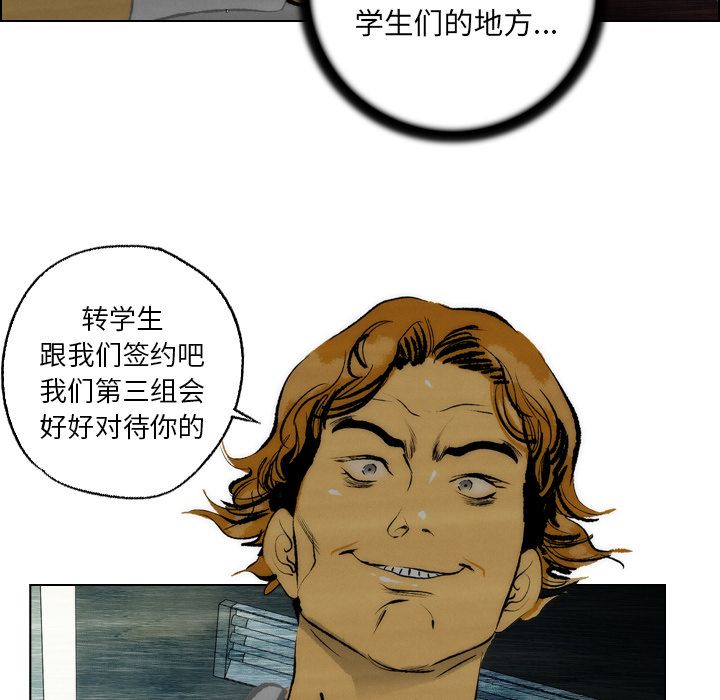 学生们的地方...
转学生
跟我们签约吧
我们第三组会
好好对待你的